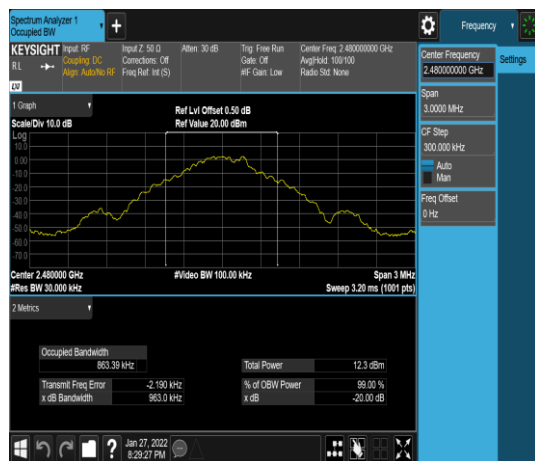 Spectrum Analyzer 1
Occupied BW
+
Frequency
KEYSIGHT
RL
Input: RF
Coupling: DC
Align: Auto/No RF
Input Z: 50 Ω
Corrections: Off
Freq Ref: Int (S)
Atten: 30 dB
Trig: Free Run
Gate: Off
#IF Gain: Low
Center Freq: 2.480000000 GHz
Avg|Hold: 100/100
Radio Std: None
Center Frequency
2.480000000 GHz
Settings
Span
3.0000 MHz
CF Step
300.000 kHz
Auto
Man
Freq Offset
0 Hz
1 Graph
Scale/Div 10.0 dB
Ref Lvl Offset 0.50 dB
Ref Value 20.00 dBm
Log
10.0
0.00
-10.0
-20.0
-30.0
-40.0
-50.0
-60.0
-70.0
Center 2.480000 GHz
#Video BW 100.00 kHz
Span 3 MHz
#Res BW 30.000 kHz
Sweep 3.20 ms (1001 pts)
2 Metrics
Occupied Bandwidth
863.39 kHz
Total Power 12.3 dBm
Transmit Freq Error -2.190 kHz
% of OBW Power 99.00 %
x dB Bandwidth 963.0 kHz
x dB -20.00 dB
?
Jan 27, 2022
8:29:27 PM